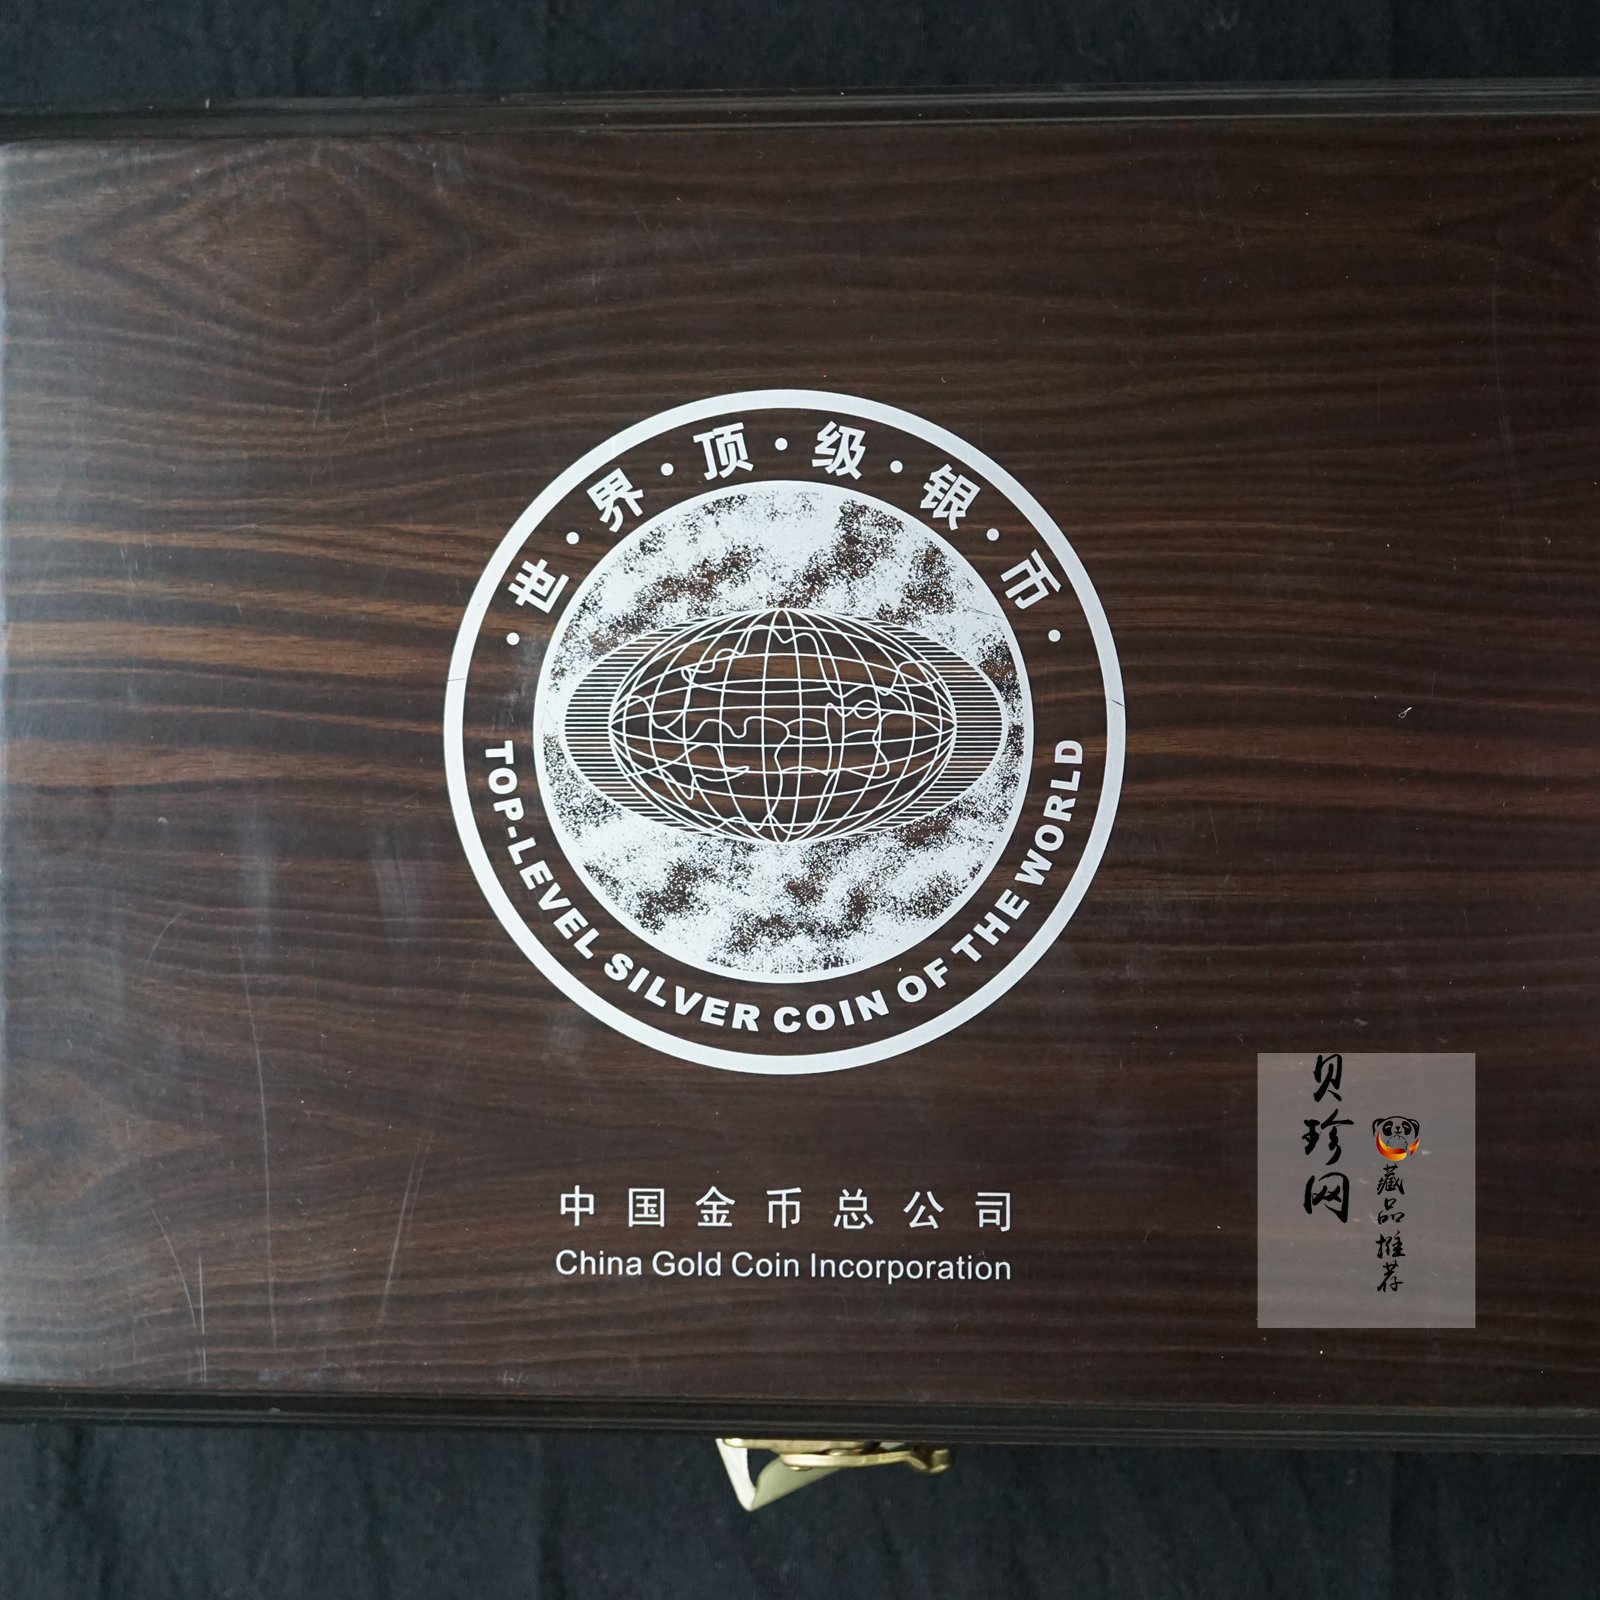 ·世·界·顶·级·银·币·
TOP-LEVEL SILVER COIN OF THE WORLD
中国金币总公司
China Gold Coin Incorporation
贝珍网
藏品推荐